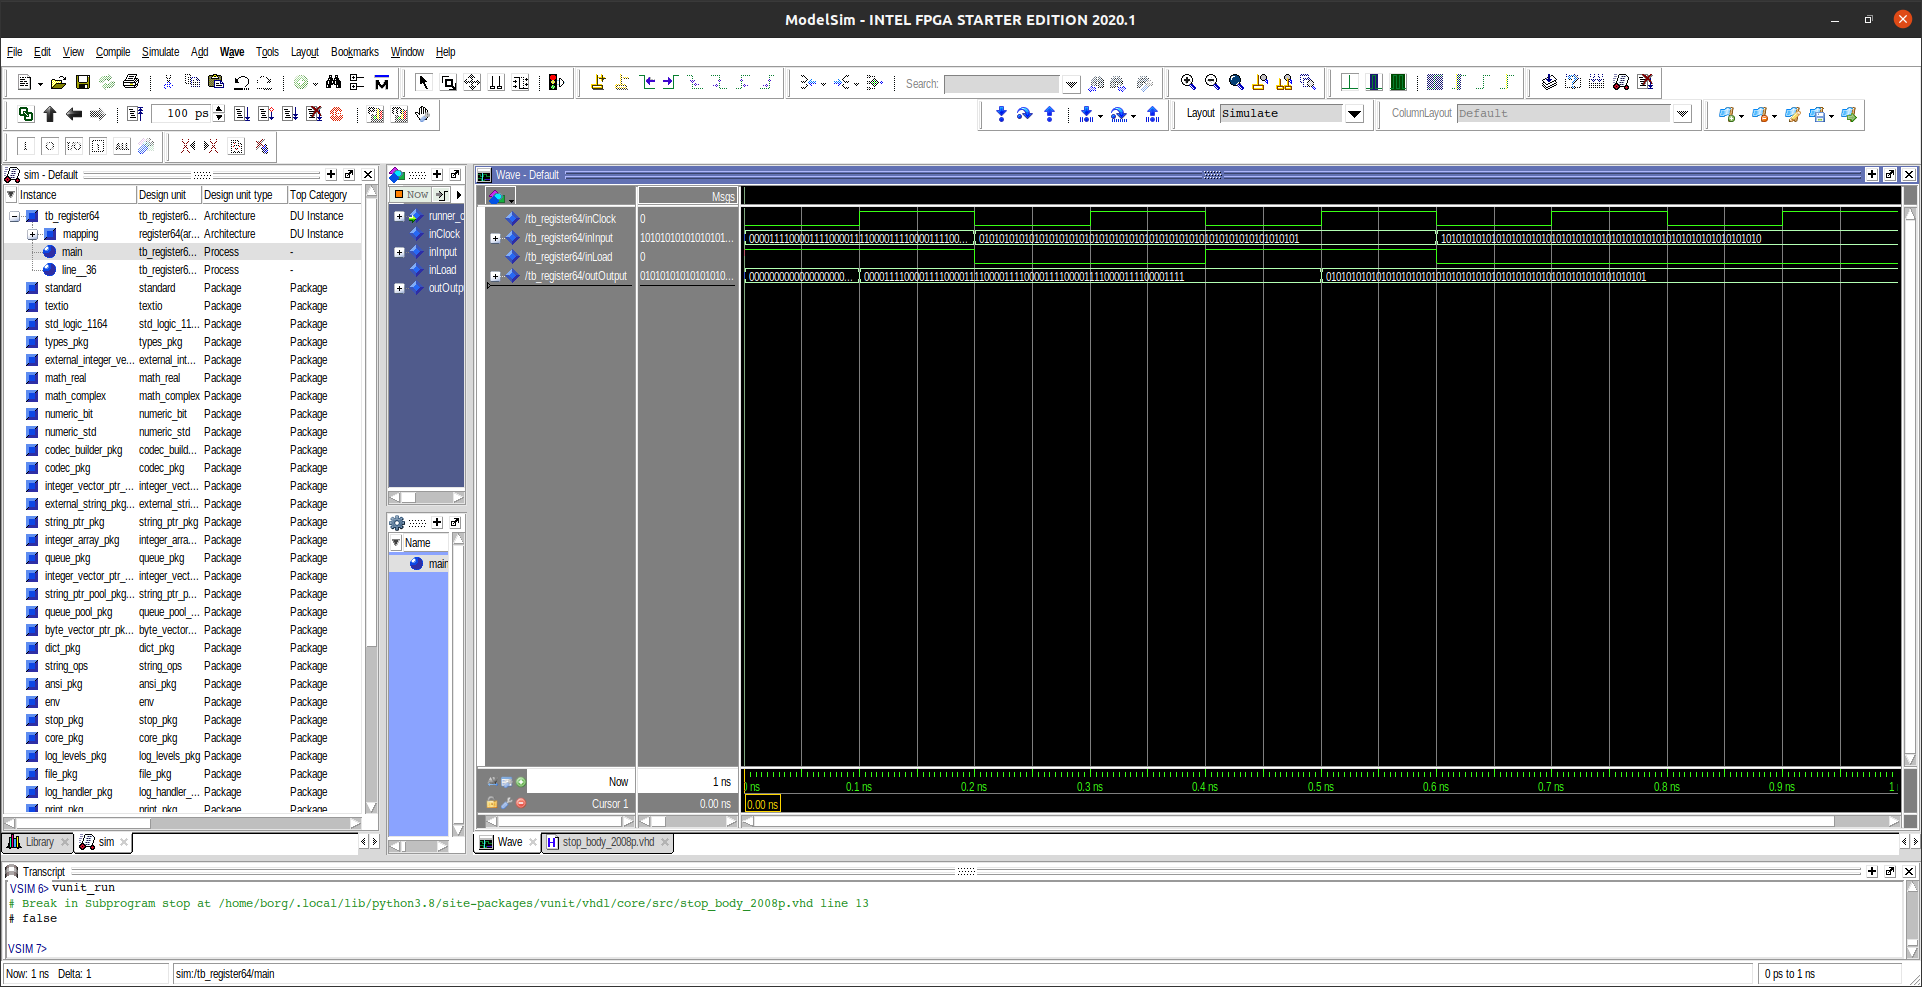 ModelSim - INTEL FPGA STARTER EDITION 2020.1
File Edit View Compile Simulate Add Wave Tools Layout Bookmarks Window Help
Search:
100 ps
Layout Simulate
ColumnLayout Default
sim - Default
Instance Design unit Design unit type Top Category
tb_register64 tb_register6... Architecture DU Instance
mapping register64(ar... Architecture DU Instance
main tb_register6... Process -
line__36 tb_register6... Process -
standard standard Package Package
textio textio Package Package
std_logic_1164 std_logic_11... Package Package
types_pkg types_pkg Package Package
external_integer_ve... external_int... Package Package
math_real math_real Package Package
math_complex math_complex Package Package
numeric_bit numeric_bit Package Package
numeric_std numeric_std Package Package
codec_builder_pkg codec_build... Package Package
codec_pkg codec_pkg Package Package
integer_vector_ptr_... integer_vect... Package Package
external_string_pkg... external_stri... Package Package
string_ptr_pkg string_ptr_pkg Package Package
integer_array_pkg integer_arra... Package Package
queue_pkg queue_pkg Package Package
integer_vector_ptr_... integer_vect... Package Package
string_ptr_pool_pkg... string_ptr_p... Package Package
queue_pool_pkg queue_pool_... Package Package
byte_vector_ptr_pk... byte_vector... Package Package
dict_pkg dict_pkg Package Package
string_ops string_ops Package Package
ansi_pkg ansi_pkg Package Package
env env Package Package
stop_pkg stop_pkg Package Package
core_pkg core_pkg Package Package
log_levels_pkg log_levels_pkg Package Package
file_pkg file_pkg Package Package
log_handler_pkg log_handler_... Package Package
print_pkg print_pkg Package Package
Library sim
Now
runner_c
inClock
inInput
inLoad
outOutp
Name
main
Wave - Default
Msgs
/tb_register64/inClock 0
/tb_register64/inInput 10101010101010101...
/tb_register64/inLoad 0
/tb_register64/outOutput 01010101010101010...
Now 1 ns
Cursor 1 0.00 ns
ns 0.1 ns 0.2 ns 0.3 ns 0.4 ns 0.5 ns 0.6 ns 0.7 ns 0.8 ns 0.9 ns 1
0.00 ns
Wave stop_body_2008p.vhd
Transcript
VSIM 6> vunit_run
# Break in Subprogram stop at /home/borg/.local/lib/python3.8/site-packages/vunit/vhdl/core/src/stop_body_2008p.vhd line 13
# false
VSIM 7>
Now: 1 ns Delta: 1 sim:/tb_register64/main 0 ps to 1 ns